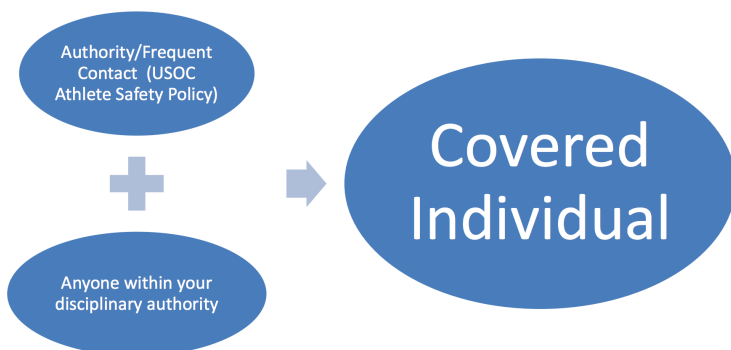 Authority/Frequent
Contact  (USOC
Athlete Safety Policy)
Anyone within your
disciplinary authority
Covered
Individual